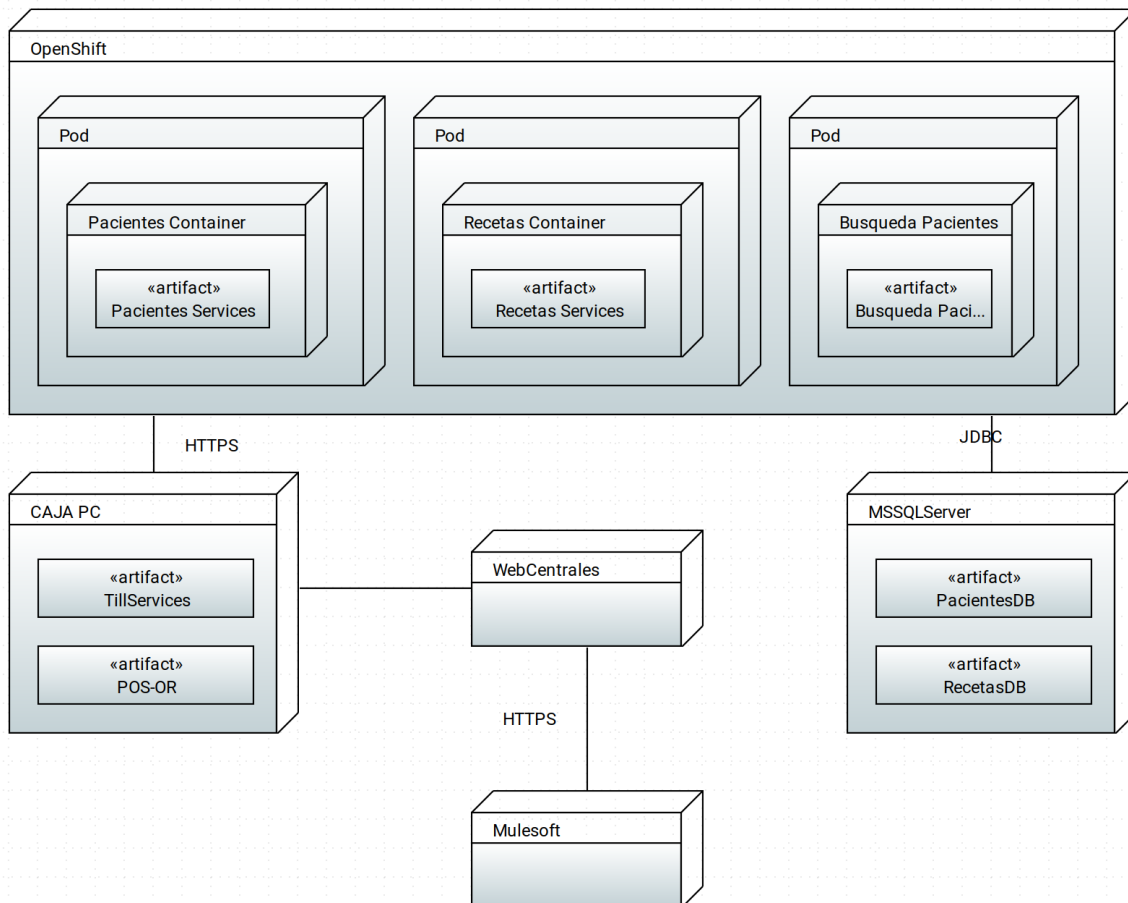 OpenShift
Pod
Pod
Pod
Pacientes Container
Recetas Container
Busqueda Pacientes
«artifact»
Pacientes Services
«artifact»
Recetas Services
«artifact»
Busqueda Paci...
HTTPS
JDBC
CAJA PC
«artifact»
TillServices
«artifact»
POS-OR
WebCentrales
MSSQLServer
«artifact»
PacientesDB
«artifact»
RecetasDB
HTTPS
Mulesoft